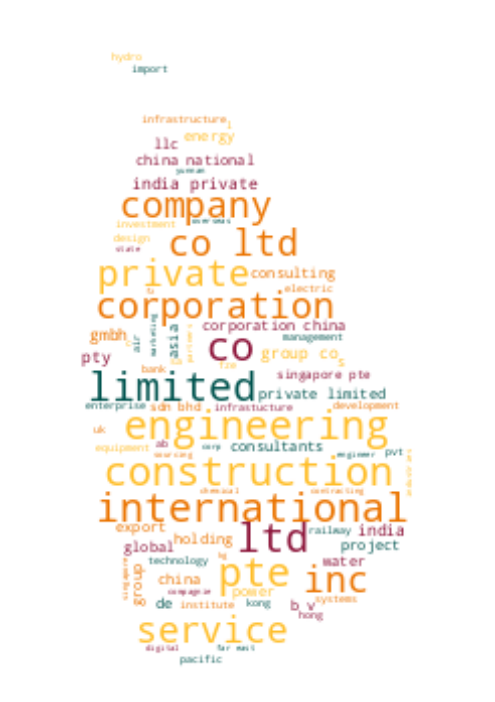 hydro
import
infrastructure
energy
llc
china national
yunnan
india private
company
overseas
investment
co ltd
design
state
private
consulting
electric
corporation
corporation china
marketing
gmbh
air
asia
management
co
group co
s
pty
singapore pte
bank
limited
private limited
enterprise
sdn bhd
infrastucture
development
engineering
uk
ab
corp
consultants
equipment
sourcing
engineer
pvt
construction
chemical
contracting
international
export
ltd
railway
india
holding
global
project
technology
water
pte
singapore
group
china
compagnie
power
inc
de
institute
kong
b v
systems
hong
service
digital
far east
pacific